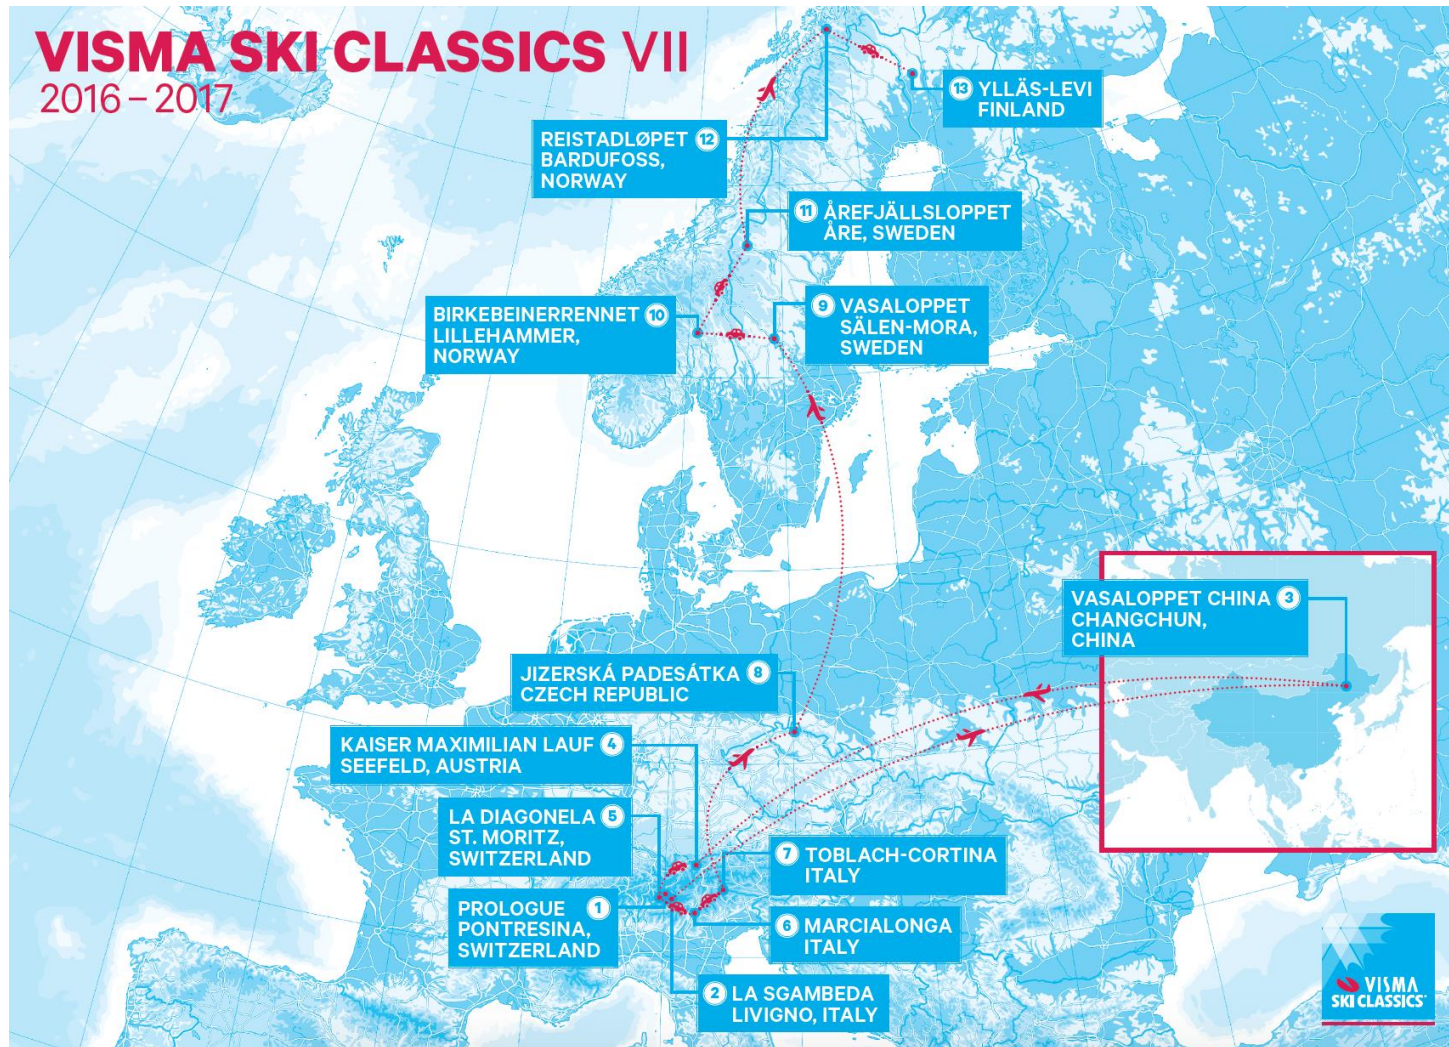 VISMA SKI CLASSICS VII
2016 – 2017
13 YLLÄS-LEVI
FINLAND
REISTADLØPET 12
BARDUFOSS,
NORWAY
11 ÅREFJÄLLSLOPPET
ÅRE, SWEDEN
BIRKEBEINERRENNET 10
LILLEHAMMER,
NORWAY
9 VASALOPPET
SÄLEN-MORA,
SWEDEN
VASALOPPET CHINA 3
CHANGCHUN,
CHINA
JIZERSKÁ PADESÁTKA 8
CZECH REPUBLIC
KAISER MAXIMILIAN LAUF 4
SEEFELD, AUSTRIA
LA DIAGONELA 5
ST. MORITZ,
SWITZERLAND
7 TOBLACH-CORTINA
ITALY
PROLOGUE 1
PONTRESINA,
SWITZERLAND
6 MARCIALONGA
ITALY
2 LA SGAMBEDA
LIVIGNO, ITALY
VISMA
SKI CLASSICS